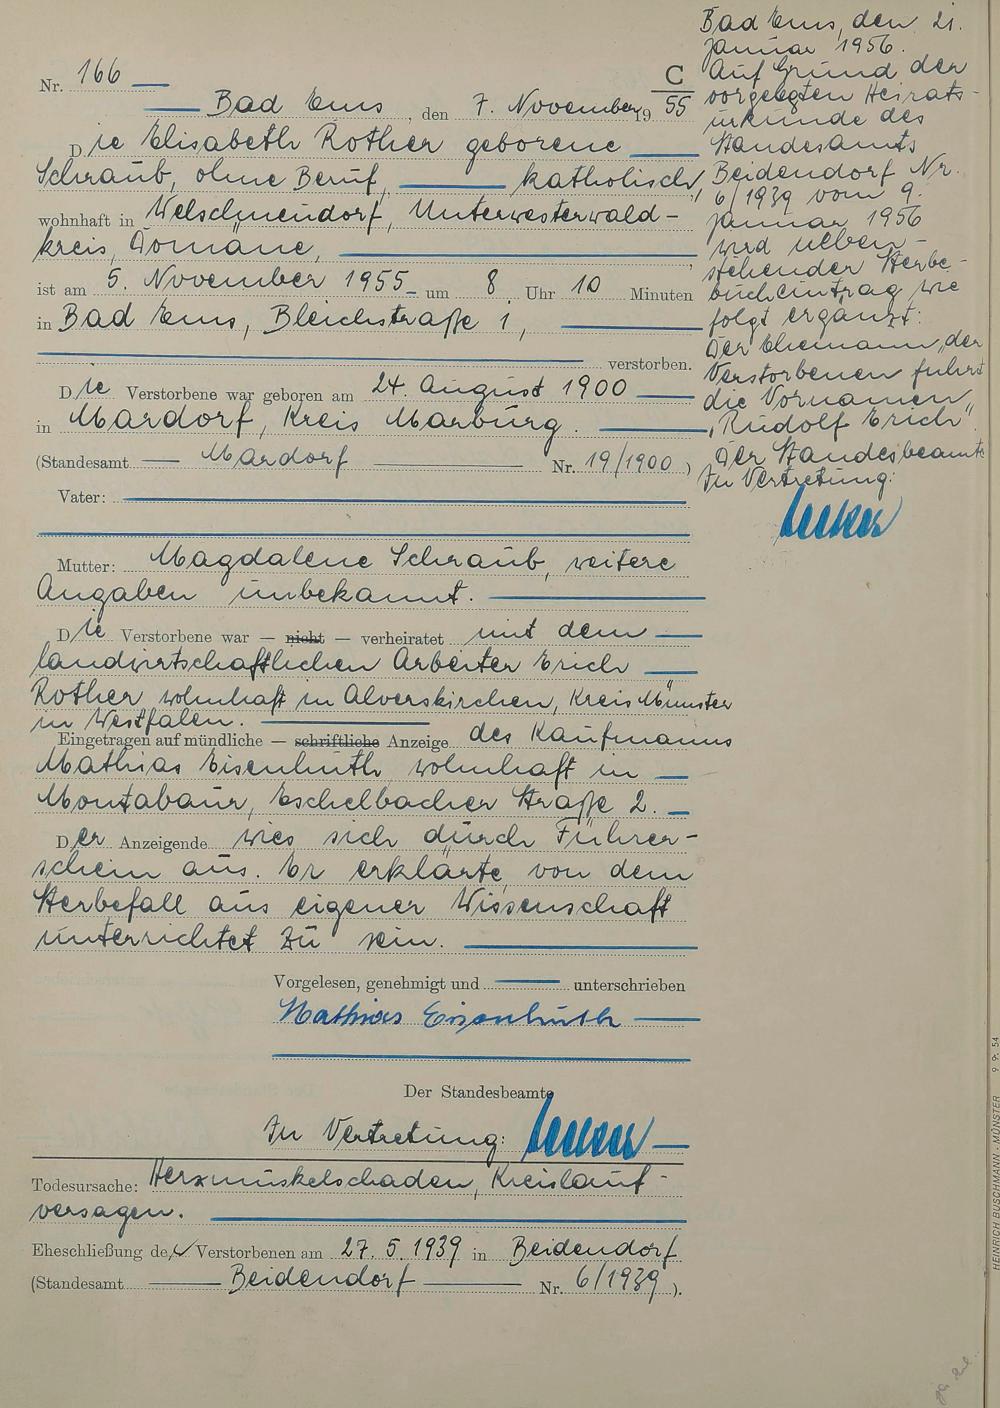 Nr. 166
C
Bad Ems, den 7. November 19 55
Die Elisabeth Rother geborene
Schraub, ohne Beruf, katholisch,
wohnhaft in Welschneudorf, Unterwesterwald-
kreis, Domäne,
ist am 5. November 1955 um 8 Uhr 10 Minuten
in Bad Ems, Bleichstraße 1,
verstorben.
Die Verstorbene war geboren am 24. August 1900
in Mardorf, Kreis Marburg.
(Standesamt Mardorf Nr. 19/1900)
Vater:
Mutter: Magdalene Schraub, weitere
Angaben unbekannt.
Die Verstorbene war — nicht — verheiratet mit dem
landwirtschaftlichen Arbeiter Erich
Rother wohnhaft in Alverskirchen, Kreis Münster
in Westfalen.
Eingetragen auf mündliche — schriftliche Anzeige des Kaufmanns
Mathias Eisenhuth wohnhaft in
Montabaur, Eschelbacher Straße 2.
Der Anzeigende wies sich durch Führer-
schein aus. Er erklärte, von dem
Sterbefall aus eigener Wissenschaft
unterrichtet zu sein.
Vorgelesen, genehmigt und unterschrieben
Mathias Eisenhuth
Der Standesbeamte
In Vertretung:
Todesursache: Herzmuskelschaden, Kreislauf-
versagen.
Eheschließung der Verstorbenen am 27. 5. 1939 in Beidendorf
(Standesamt Beidendorf Nr. 6/1939).
Bad Ems, den 21.
Januar 1956.
Auf Grund der
vorgelegten Heirats-
urkunde des
Standesamts
Beidendorf Nr.
6/1939 vom 9.
Januar 1956
wird neben-
stehender Sterbe-
bucheintrag wie
folgt ergänzt:
Der Ehemann der
Verstorbenen führt
die Vornamen
"Rudolf Erich".
Der Standesbeamte
In Vertretung:
HEINRICH BUSCHMANN · MÜNSTER 9 9. 54